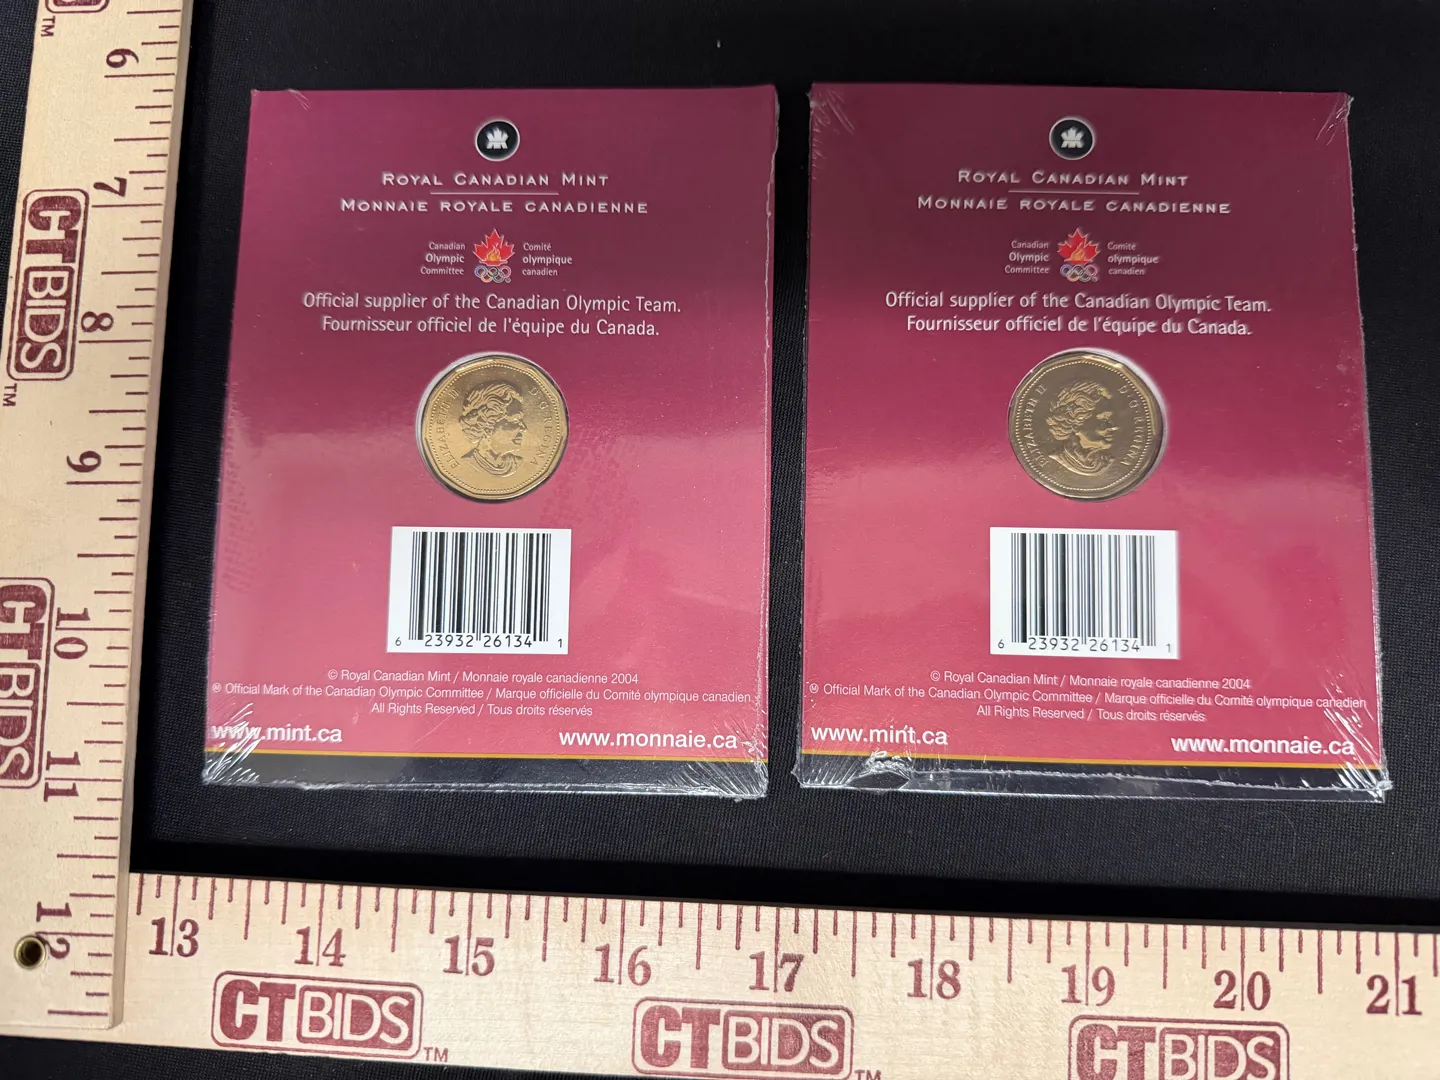 ROYAL CANADIAN MINT
MONNAIE ROYALE CANADIENNE
Canadian Olympic Committee
Comité olympique canadien
Official supplier of the Canadian Olympic Team.
Fournisseur officiel de l'équipe du Canada.
ELIZABETH II D·G·REGINA
6 23932 26134 1
© Royal Canadian Mint / Monnaie royale canadienne 2004
Official Mark of the Canadian Olympic Committee / Marque officielle du Comité olympique canadien
All Rights Reserved / Tous droits réservés
www.mint.ca
www.monnaie.ca
ROYAL CANADIAN MINT
MONNAIE ROYALE CANADIENNE
Canadian Olympic Committee
Comité olympique canadien
Official supplier of the Canadian Olympic Team.
Fournisseur officiel de l'équipe du Canada.
ELIZABETH II D·G·REGINA
6 23932 26134 1
© Royal Canadian Mint / Monnaie royale canadienne 2004
Official Mark of the Canadian Olympic Committee / Marque officielle du Comité olympique canadien
All Rights Reserved / Tous droits réservés
www.mint.ca
www.monnaie.ca
TM
6
7
8
9
10
11
12
CTBIDS TM
CTBIDS
13 14 15 16 17 18 19 20 21
CTBIDS TM
CTBIDS TM
CTBIDS